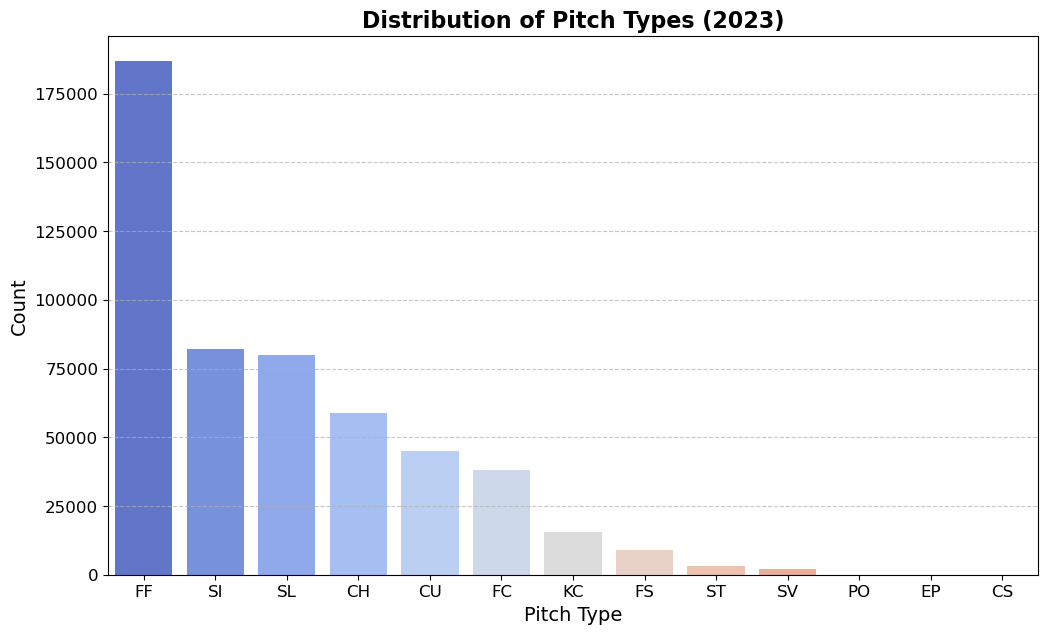 Distribution of Pitch Types (2023)
175000
150000
125000
100000
75000
50000
25000
0
Count
FF SI SL CH CU FC KC FS ST SV PO EP CS
Pitch Type